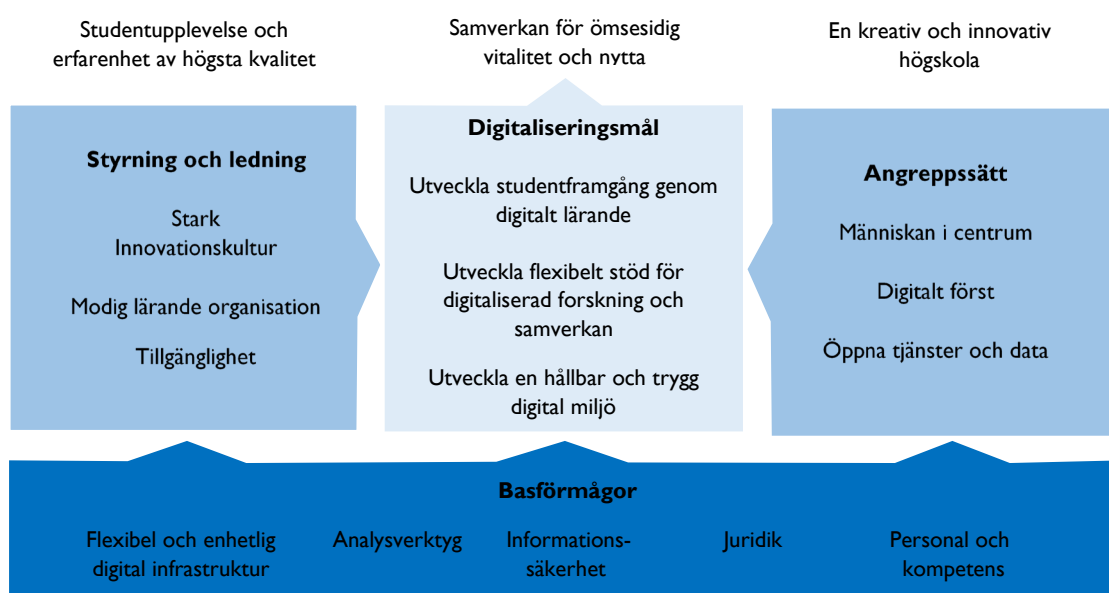 Studentupplevelse och
erfarenhet av högsta kvalitet
Samverkan för ömsesidig
vitalitet och nytta
En kreativ och innovativ
högskola
Styrning och ledning
Stark
Innovationskultur
Modig lärande organisation
Tillgänglighet
Digitaliseringsmål
Utveckla studentframgång genom
digitalt lärande
Utveckla flexibelt stöd för
digitaliserad forskning och
samverkan
Utveckla en hållbar och trygg
digital miljö
Angreppssätt
Människan i centrum
Digitalt först
Öppna tjänster och data
Basförmågor
Flexibel och enhetlig
digital infrastruktur
Analysverktyg
Informations-
säkerhet
Juridik
Personal och
kompetens